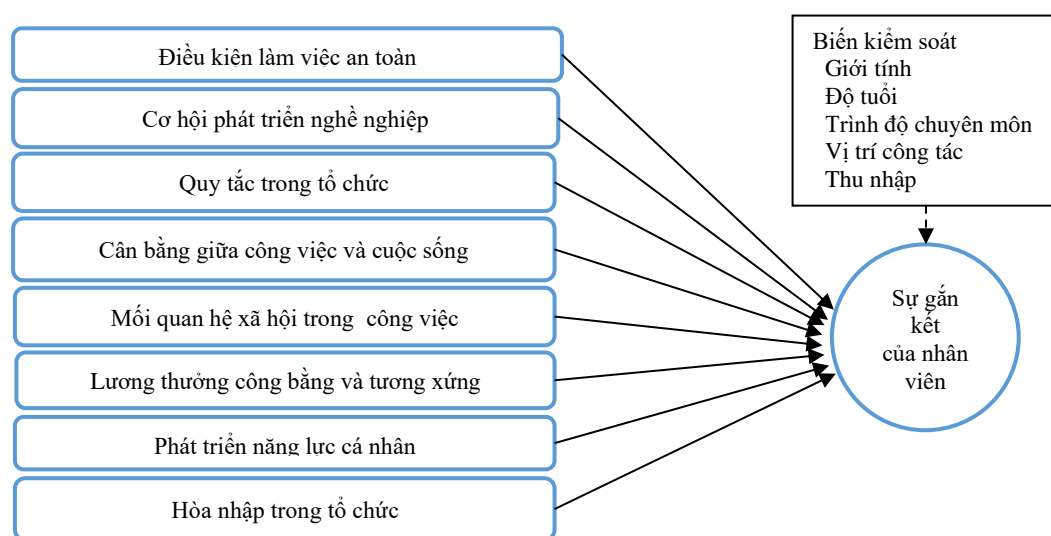 Điều kiện làm việc an toàn
Cơ hội phát triển nghề nghiệp
Quy tắc trong tổ chức
Cân bằng giữa công việc và cuộc sống
Mối quan hệ xã hội trong công việc
Lương thưởng công bằng và tương xứng
Phát triển năng lực cá nhân
Hòa nhập trong tổ chức
Biến kiểm soát
Giới tính
Độ tuổi
Trình độ chuyên môn
Vị trí công tác
Thu nhập
Sự gắn
kết
của nhân
viên